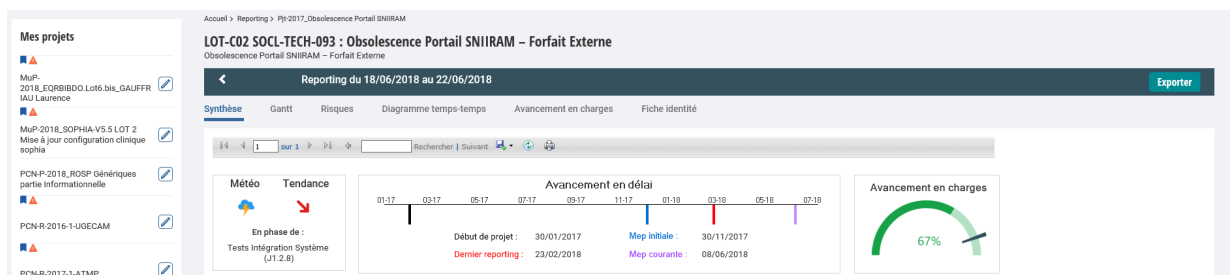 Accueil > Reporting > Pjt-2017_Obsolescence Portail SNIIRAM
Mes projets
MuP-
2018_EQRBIBDO.Lot6.bis_GAUFFR
IAU Laurence
MuP-2018_SOPHIA-V5.5 LOT 2
Mise à jour configuration clinique
sophia
PCN-P-2018_ROSP Génériques
partie Informationnelle
PCN-R-2016-1-UGECAM
PCN-R-2017-1-ATMP
LOT-C02 SOCL-TECH-093 : Obsolescence Portail SNIIRAM – Forfait Externe
Obsolescence Portail SNIIRAM – Forfait Externe
Reporting du 18/06/2018 au 22/06/2018
Exporter
Synthèse Gantt Risques Diagramme temps-temps Avancement en charges Fiche identité
1 sur 1 Rechercher | Suivant
Météo Tendance
En phase de :
Tests Intégration Système
(J1.2.8)
Avancement en délai
01-17 03-17 05-17 07-17 09-17 11-17 01-18 03-18 05-18 07-18
Début de projet : 30/01/2017 Mep initiale : 30/11/2017
Dernier reporting : 23/02/2018 Mep courante : 08/06/2018
Avancement en charges
67%